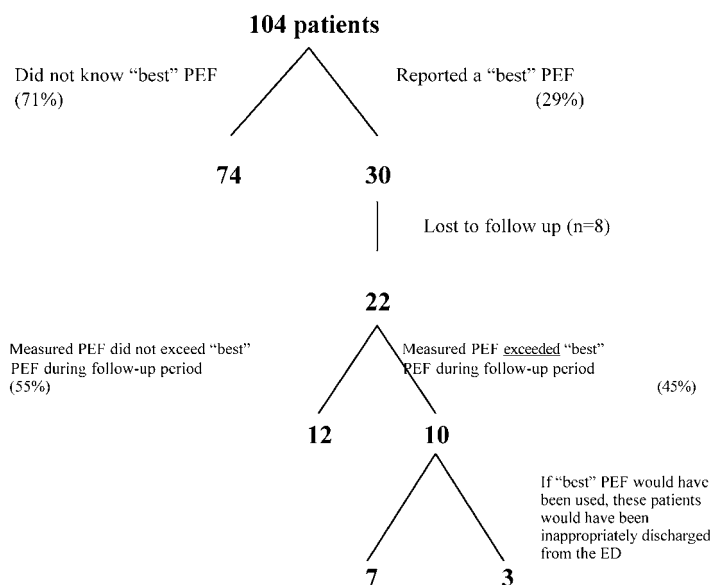 104 patients
Did not know “best” PEF
(71%)
Reported a “best” PEF
(29%)
74
30
Lost to follow up (n=8)
22
Measured PEF did not exceed “best”
PEF during follow-up period
(55%)
Measured PEF exceeded “best”
PEF during follow-up period
(45%)
12
10
If “best” PEF would have
been used, these patients
would have been
inappropriately discharged
from the ED
7
3